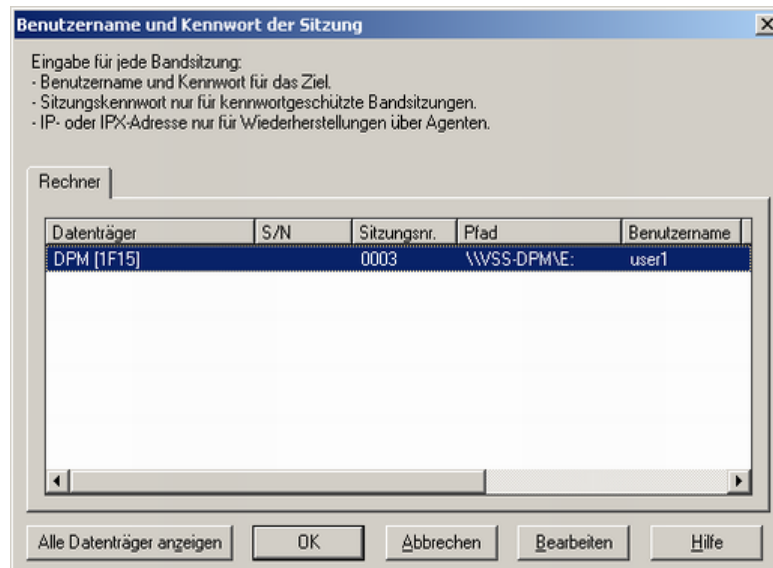 Benutzername und Kennwort der Sitzung
Eingabe für jede Bandsitzung:
- Benutzername und Kennwort für das Ziel.
- Sitzungskennwort nur für kennwortgeschützte Bandsitzungen.
- IP- oder IPX-Adresse nur für Wiederherstellungen über Agenten.
Rechner
Datenträger S/N Sitzungsnr. Pfad Benutzername
DPM [1F15] 0003 \\VSS-DPM\E: user1
Alle Datenträger anzeigen OK Abbrechen Bearbeiten Hilfe